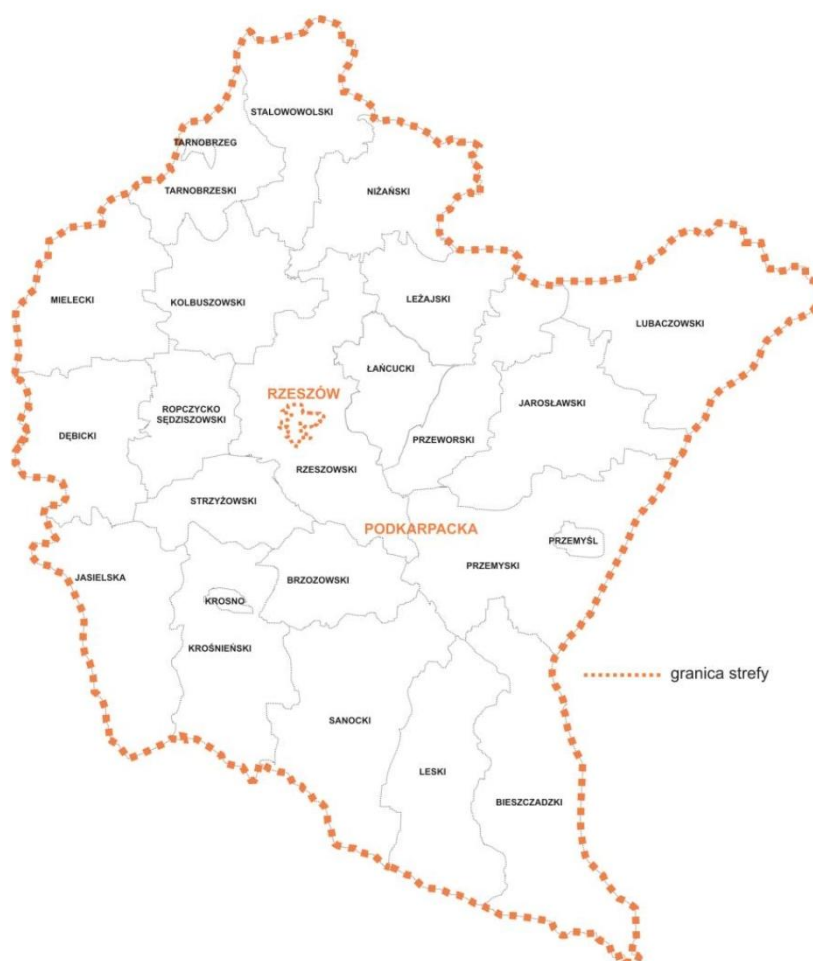 STALOWOWOLSKI
TARNOBRZEG
TARNOBRZESKI
NIŻAŃSKI
MIELECKI
KOLBUSZOWSKI
LEŻAJSKI
LUBACZOWSKI
ŁAŃCUCKI
RZESZÓW
ROPCZYCKO
SĘDZISZOWSKI
JAROSŁAWSKI
DĘBICKI
PRZEWORSKI
RZESZOWSKI
STRZYŻOWSKI
PODKARPACKA
PRZEMYŚL
PRZEMYSKI
JASIELSKA
BRZOZOWSKI
KROSNO
KROŚNIEŃSKI
granica strefy
SANOCKI
LESKI
BIESZCZADZKI